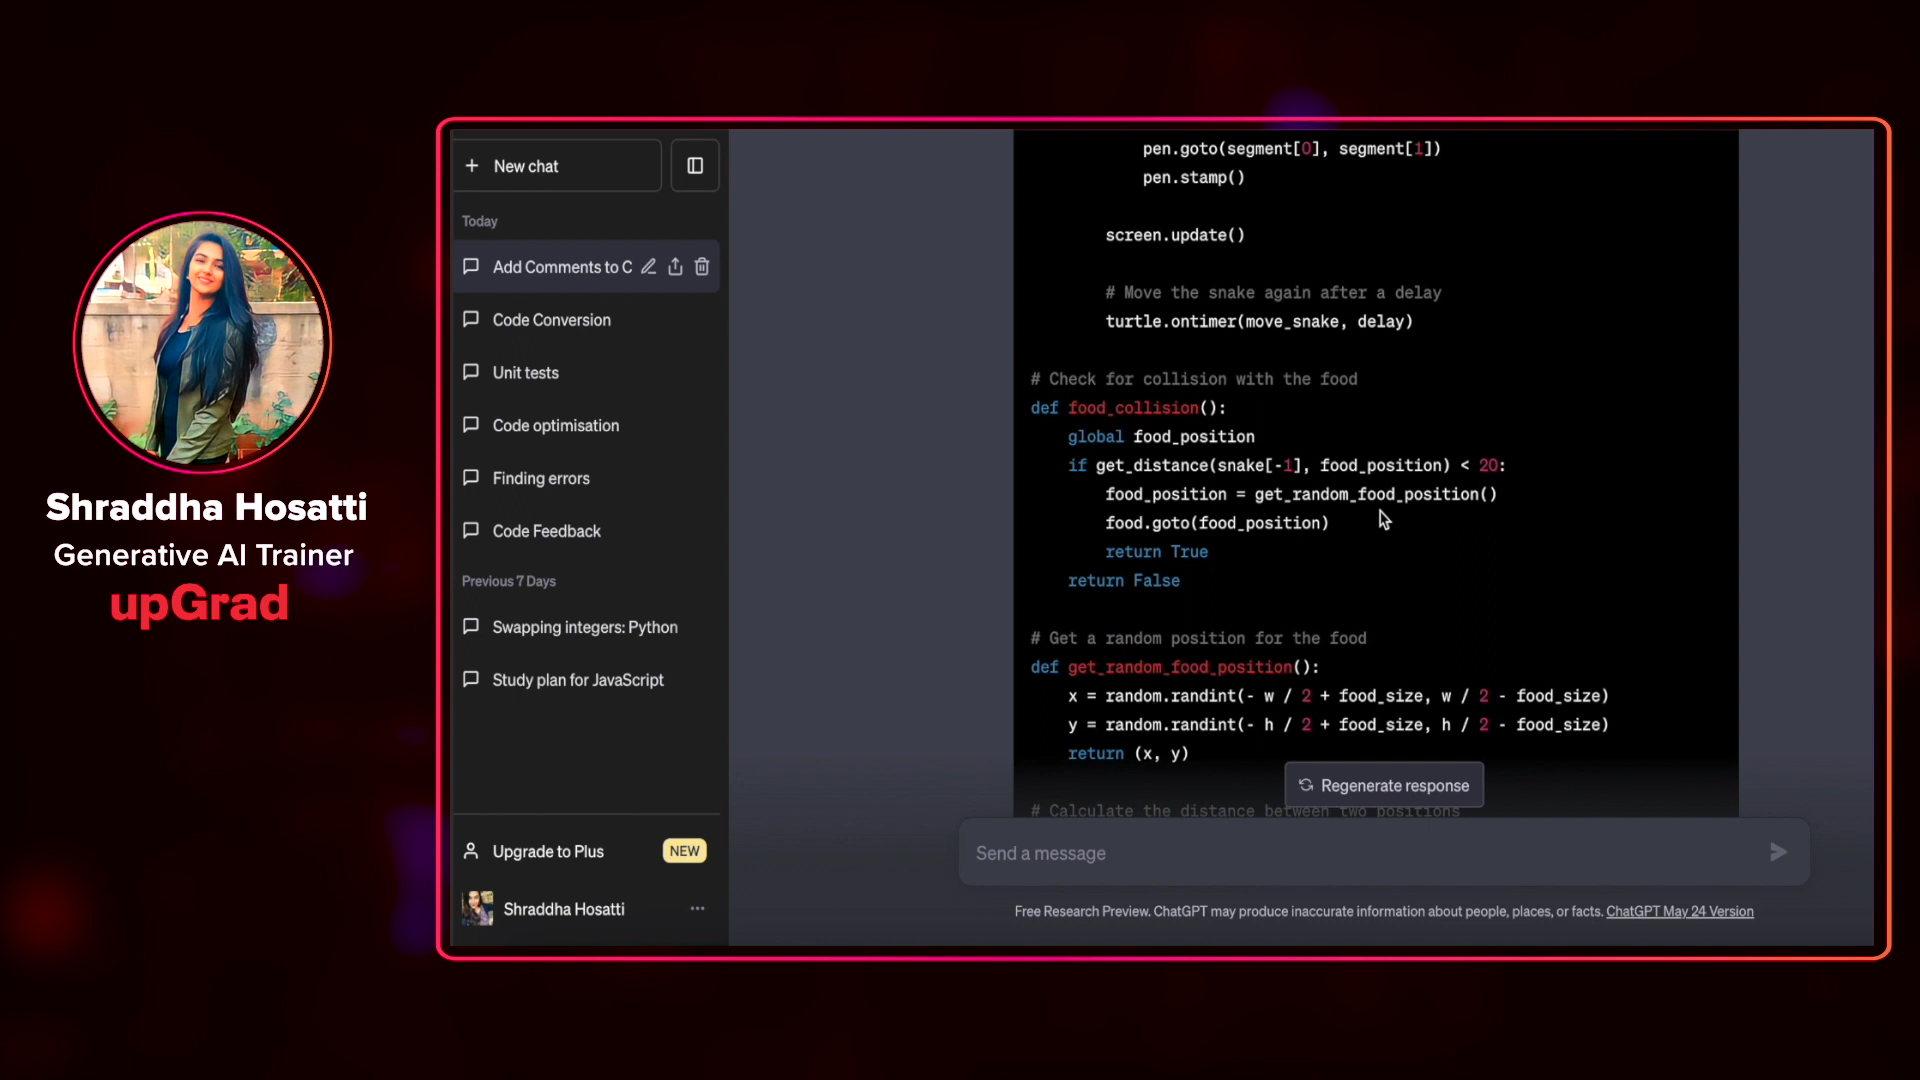 Shraddha Hosatti
Generative AI Trainer
upGrad
+ New chat
Today
Add Comments to C
Code Conversion
Unit tests
Code optimisation
Finding errors
Code Feedback
Previous 7 Days
Swapping integers: Python
Study plan for JavaScript
Upgrade to Plus NEW
Shraddha Hosatti ...
pen.goto(segment[0], segment[1])
pen.stamp()
screen.update()
# Move the snake again after a delay
turtle.ontimer(move_snake, delay)
# Check for collision with the food
def food_collision():
global food_position
if get_distance(snake[-1], food_position) < 20:
food_position = get_random_food_position()
food.goto(food_position)
return True
return False
# Get a random position for the food
def get_random_food_position():
x = random.randint(- w / 2 + food_size, w / 2 - food_size)
y = random.randint(- h / 2 + food_size, h / 2 - food_size)
return (x, y)
Regenerate response
# Calculate the distance between two positions
Send a message
Free Research Preview. ChatGPT may produce inaccurate information about people, places, or facts. ChatGPT May 24 Version